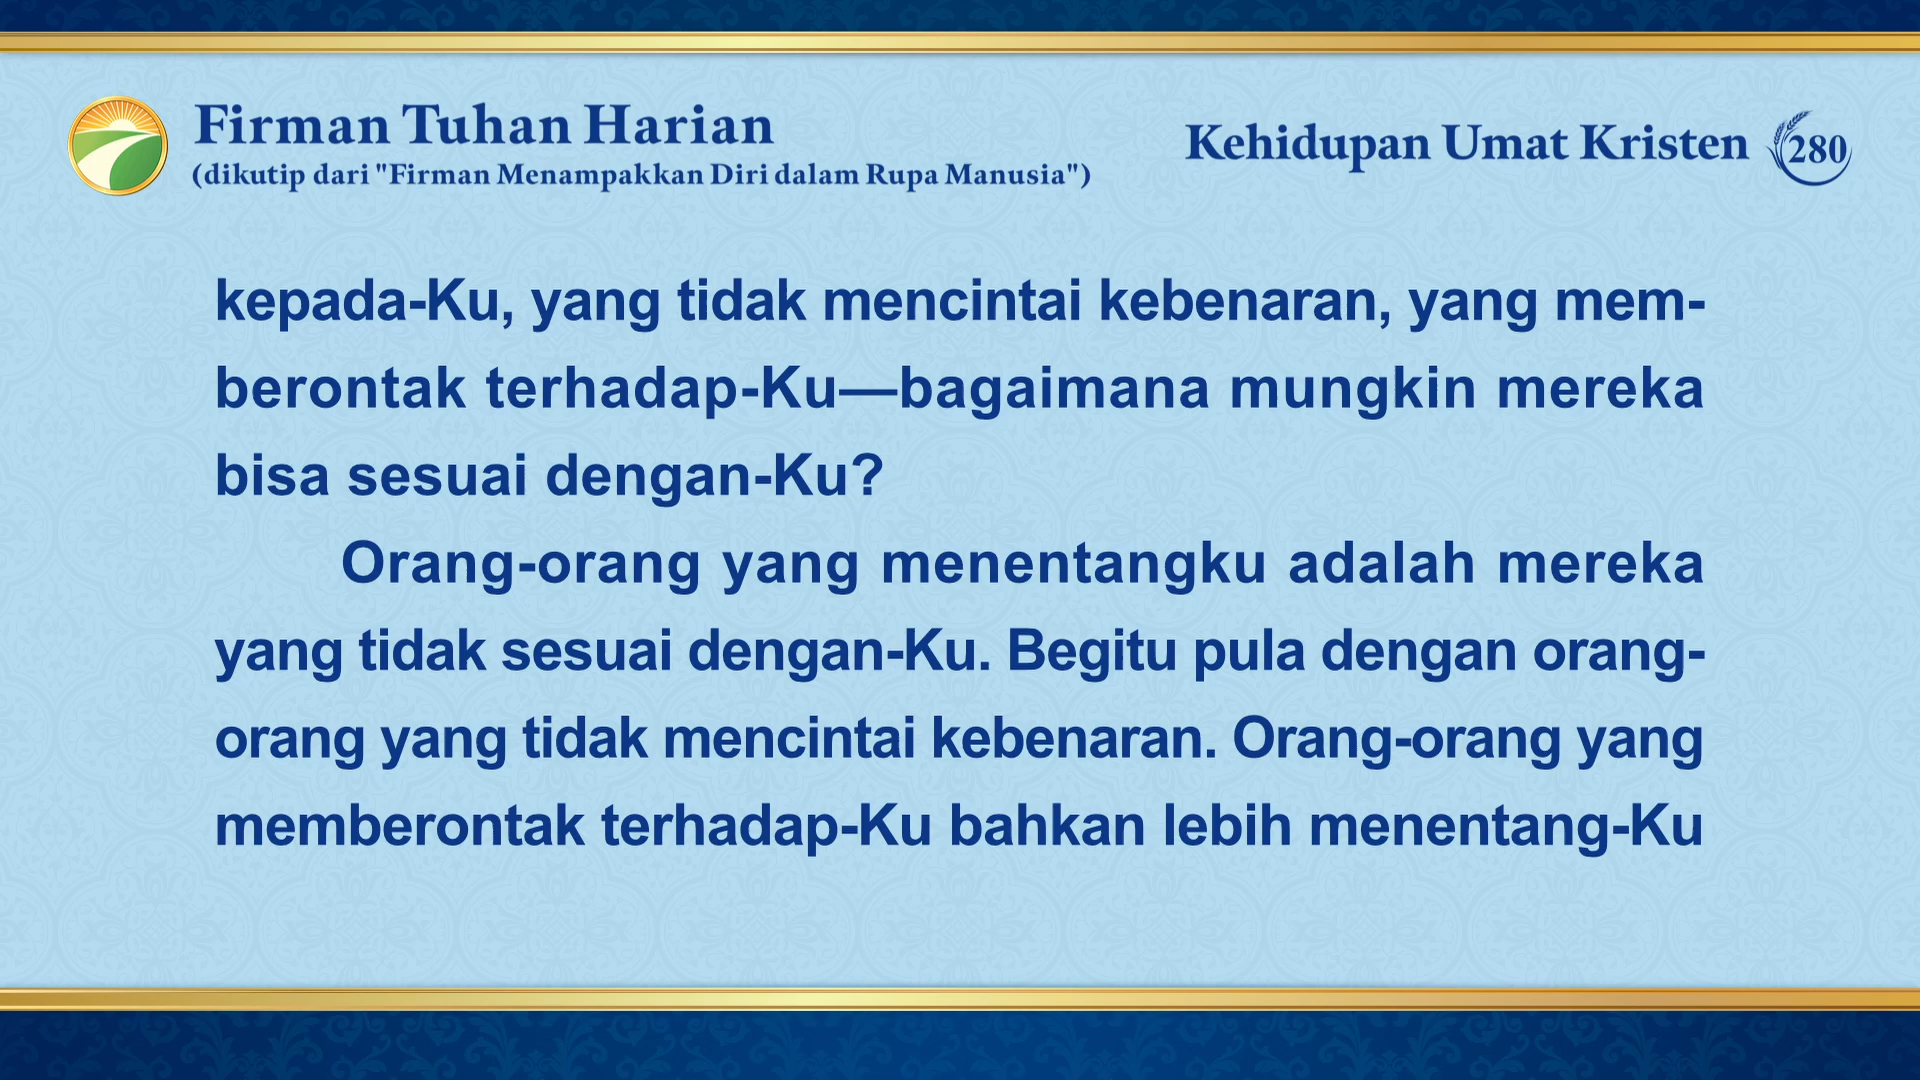 Firman Tuhan Harian
(dikutip dari "Firman Menampakkan Diri dalam Rupa Manusia")
Kehidupan Umat Kristen 280
kepada-Ku, yang tidak mencintai kebenaran, yang mem-
berontak terhadap-Ku—bagaimana mungkin mereka
bisa sesuai dengan-Ku?
Orang-orang yang menentangku adalah mereka
yang tidak sesuai dengan-Ku. Begitu pula dengan orang-
orang yang tidak mencintai kebenaran. Orang-orang yang
memberontak terhadap-Ku bahkan lebih menentang-Ku